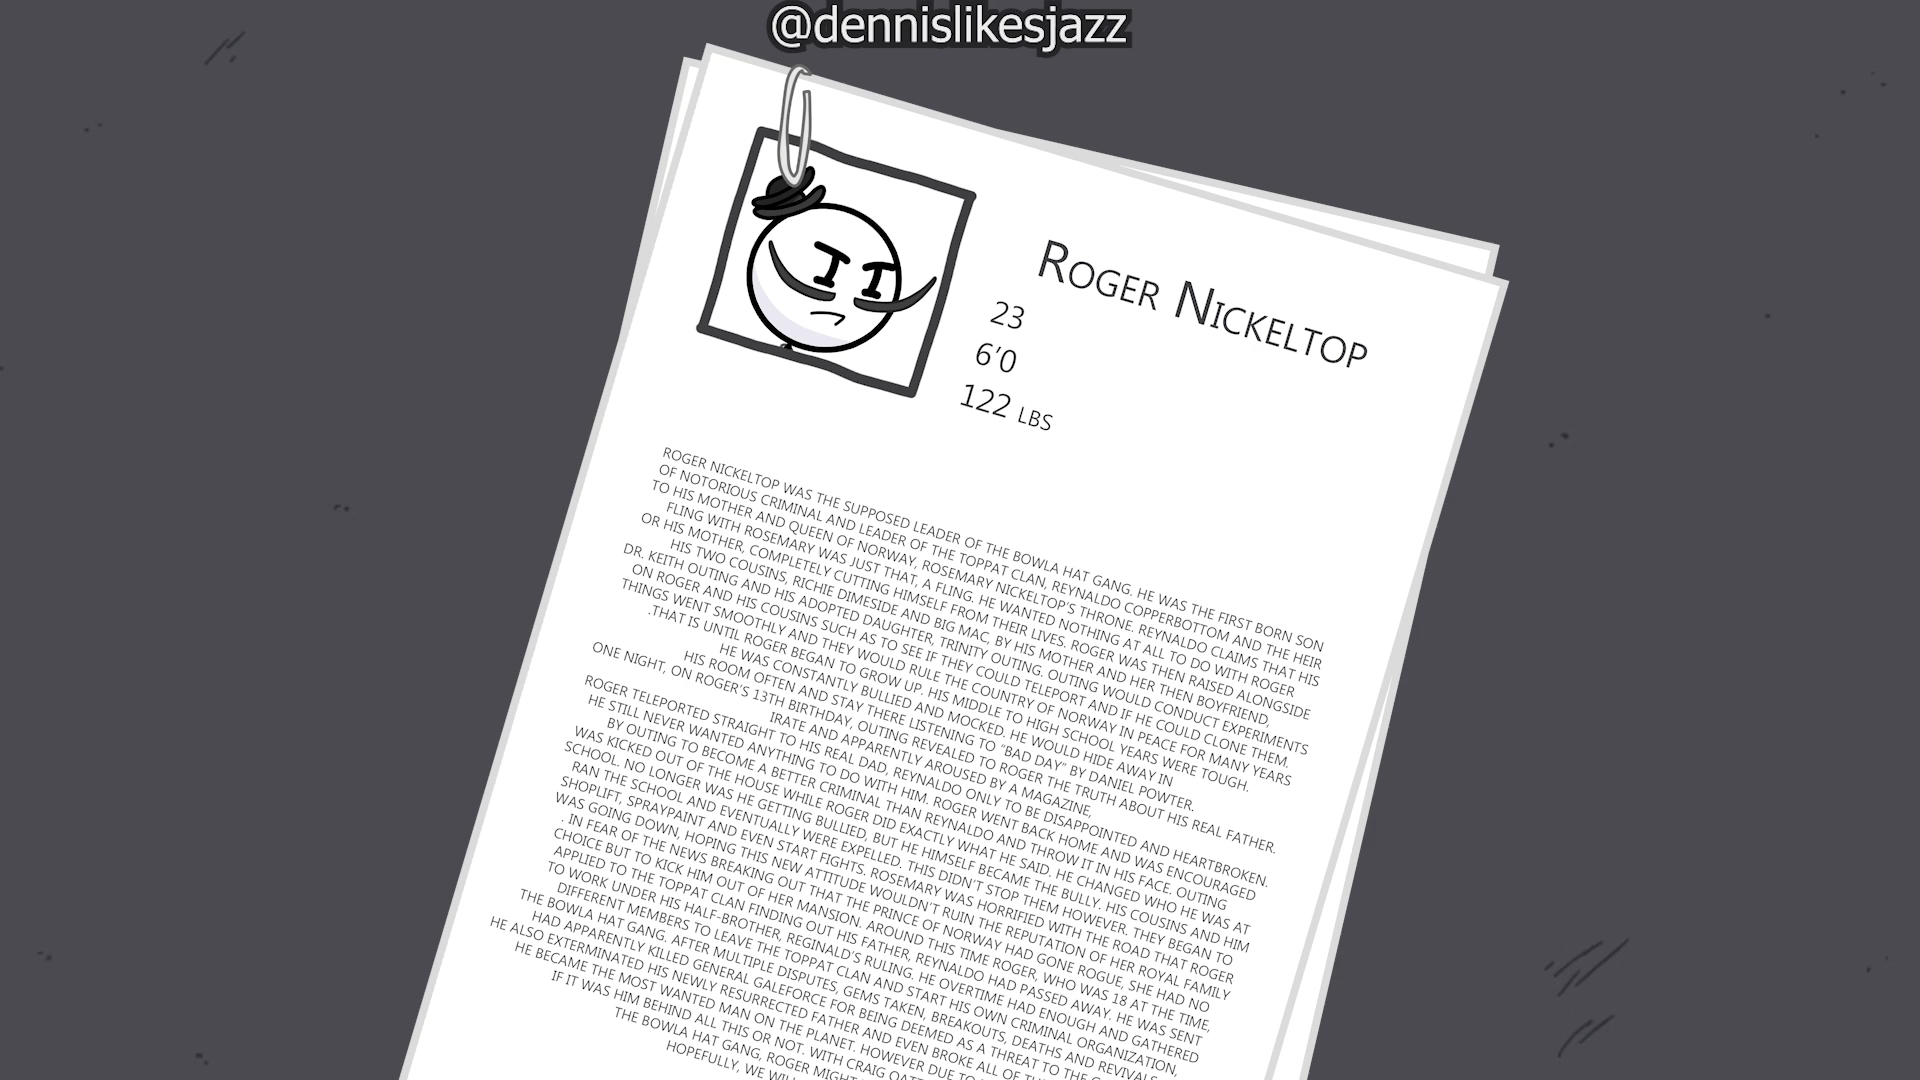 @dennislikesjazz
ROGER NICKELTOP
23
6'0
122 LBS
ROGER NICKELTOP WAS THE SUPPOSED LEADER OF THE BOWLA HAT GANG. HE WAS THE FIRST BORN SON
OF NOTORIOUS CRIMINAL AND LEADER OF THE TOPPAT CLAN, REYNALDO COPPERBOTTOM AND THE HEIR
TO HIS MOTHER AND QUEEN OF NORWAY, ROSEMARY NICKELTOP'S THRONE. REYNALDO CLAIMS THAT HIS
FLING WITH ROSEMARY WAS JUST THAT, A FLING. HE WANTED NOTHING AT ALL TO DO WITH ROGER
OR HIS MOTHER, COMPLETELY CUTTING HIMSELF FROM THEIR LIVES. ROGER WAS THEN RAISED ALONGSIDE
HIS TWO COUSINS, RICHIE DIMESIDE AND BIG MAC, BY HIS MOTHER AND HER THEN BOYFRIEND,
DR. KEITH OUTING AND HIS ADOPTED DAUGHTER, TRINITY OUTING. OUTING WOULD CONDUCT EXPERIMENTS
ON ROGER AND HIS COUSINS SUCH AS TO SEE IF THEY COULD TELEPORT AND IF HE COULD CLONE THEM.
THINGS WENT SMOOTHLY AND THEY WOULD RULE THE COUNTRY OF NORWAY IN PEACE FOR MANY YEARS
.THAT IS UNTIL ROGER BEGAN TO GROW UP. HIS MIDDLE TO HIGH SCHOOL YEARS WERE TOUGH.
HE WAS CONSTANTLY BULLIED AND MOCKED. HE WOULD HIDE AWAY IN
HIS ROOM OFTEN AND STAY THERE LISTENING TO "BAD DAY" BY DANIEL POWTER.
ONE NIGHT, ON ROGER'S 13TH BIRTHDAY, OUTING REVEALED TO ROGER THE TRUTH ABOUT HIS REAL FATHER.
IRATE AND APPARENTLY AROUSED BY A MAGAZINE,
ROGER TELEPORTED STRAIGHT TO HIS REAL DAD, REYNALDO ONLY TO BE DISAPPOINTED AND HEARTBROKEN.
HE STILL NEVER WANTED ANYTHING TO DO WITH HIM. ROGER WENT BACK HOME AND WAS ENCOURAGED
BY OUTING TO BECOME A BETTER CRIMINAL THAN REYNALDO AND THROW IT IN HIS FACE. OUTING
WAS KICKED OUT OF THE HOUSE WHILE ROGER DID EXACTLY WHAT HE SAID. HE CHANGED WHO HE WAS AT
SCHOOL. NO LONGER WAS HE GETTING BULLIED, BUT HE HIMSELF BECAME THE BULLY. HIS COUSINS AND HIM
RAN THE SCHOOL AND EVENTUALLY WERE EXPELLED. THIS DIDN'T STOP THEM HOWEVER. THEY BEGAN TO
SHOPLIFT, SPRAYPAINT AND EVEN START FIGHTS. ROSEMARY WAS HORRIFIED WITH THE ROAD THAT ROGER
WAS GOING DOWN, HOPING THIS NEW ATTITUDE WOULDN'T RUIN THE REPUTATION OF HER ROYAL FAMILY
. IN FEAR OF THE NEWS BREAKING OUT THAT THE PRINCE OF NORWAY HAD GONE ROGUE, SHE HAD NO
CHOICE BUT TO KICK HIM OUT OF HER MANSION. AROUND THIS TIME ROGER, WHO WAS 18 AT THE TIME,
APPLIED TO THE TOPPAT CLAN FINDING OUT HIS FATHER, REYNALDO HAD PASSED AWAY. HE WAS SENT
TO WORK UNDER HIS HALF-BROTHER, REGINALD'S RULING. HE OVERTIME HAD ENOUGH AND GATHERED
DIFFERENT MEMBERS TO LEAVE THE TOPPAT CLAN AND START HIS OWN CRIMINAL ORGANIZATION,
THE BOWLA HAT GANG. AFTER MULTIPLE DISPUTES, GEMS TAKEN, BREAKOUTS, DEATHS AND REVIVALS
HAD APPARENTLY KILLED GENERAL GALEFORCE FOR BEING DEEMED AS A THREAT TO THE
HE ALSO EXTERMINATED HIS NEWLY RESURRECTED FATHER AND EVEN BROKE ALL OF
HE BECAME THE MOST WANTED MAN ON THE PLANET. HOWEVER DUE TO
IF IT WAS HIM BEHIND ALL THIS OR NOT. WITH CRAIG
THE BOWLA HAT GANG, ROGER MIGHT
HOPEFULLY, WE WILL